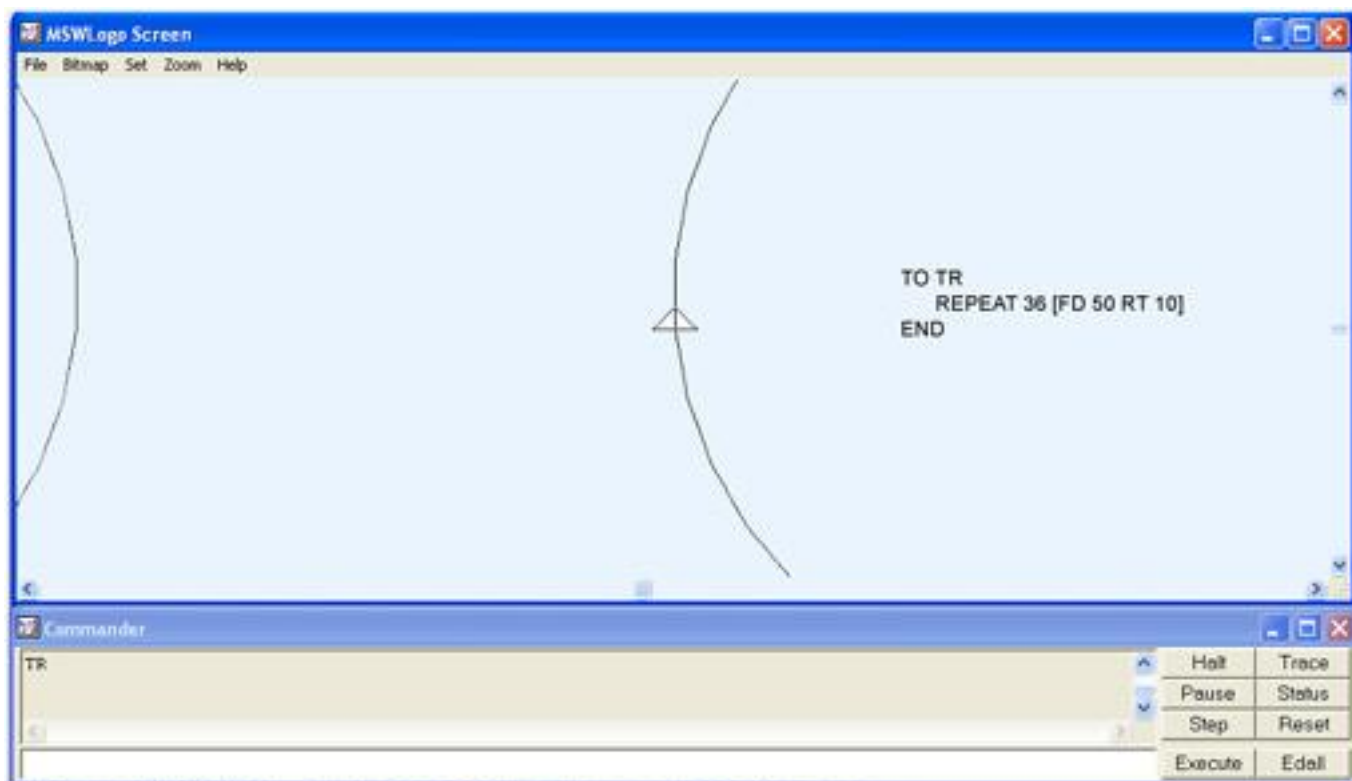 MSWLogo Screen
File Bitmap Set Zoom Help
TO TR
REPEAT 36 [FD 50 RT 10]
END
Commander
TR
Halt Trace
Pause Status
Step Reset
Execute Edall